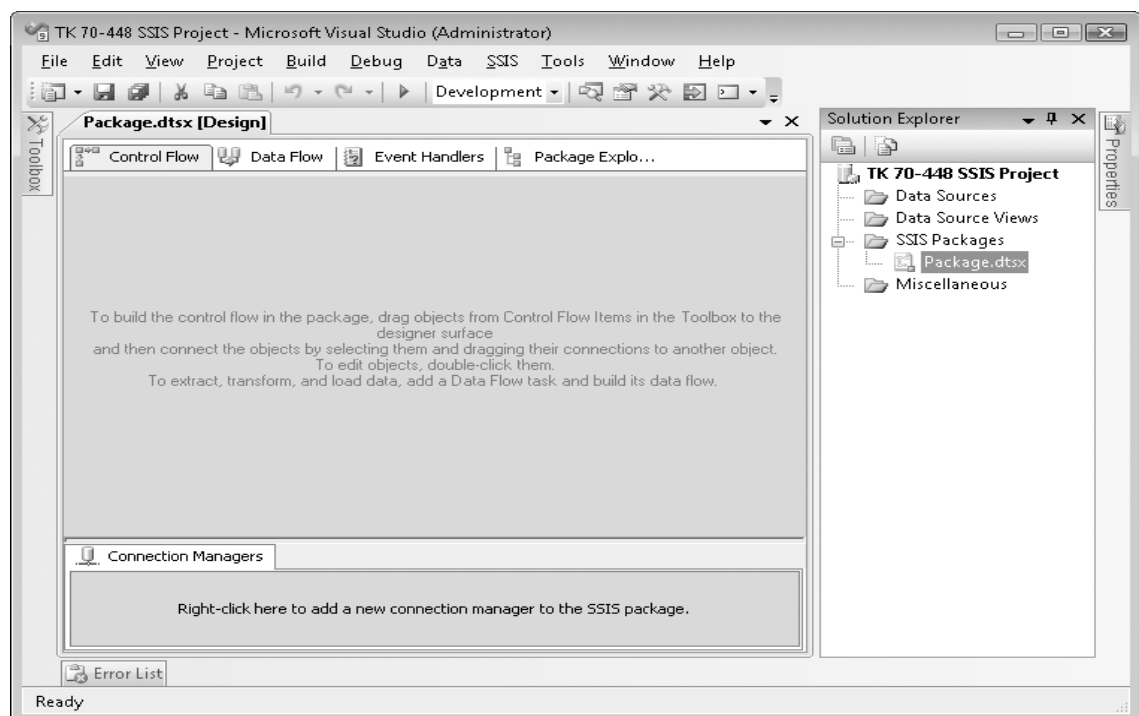 TK 70-448 SSIS Project - Microsoft Visual Studio (Administrator)
File Edit View Project Build Debug Data SSIS Tools Window Help
Development
Toolbox
Package.dtsx [Design]
Control Flow Data Flow Event Handlers Package Explo...
To build the control flow in the package, drag objects from Control Flow Items in the Toolbox to the
designer surface
and then connect the objects by selecting them and dragging their connections to another object.
To edit objects, double-click them.
To extract, transform, and load data, add a Data Flow task and build its data flow.
Connection Managers
Right-click here to add a new connection manager to the SSIS package.
Solution Explorer
TK 70-448 SSIS Project
Data Sources
Data Source Views
SSIS Packages
Package.dtsx
Miscellaneous
Properties
Error List
Ready